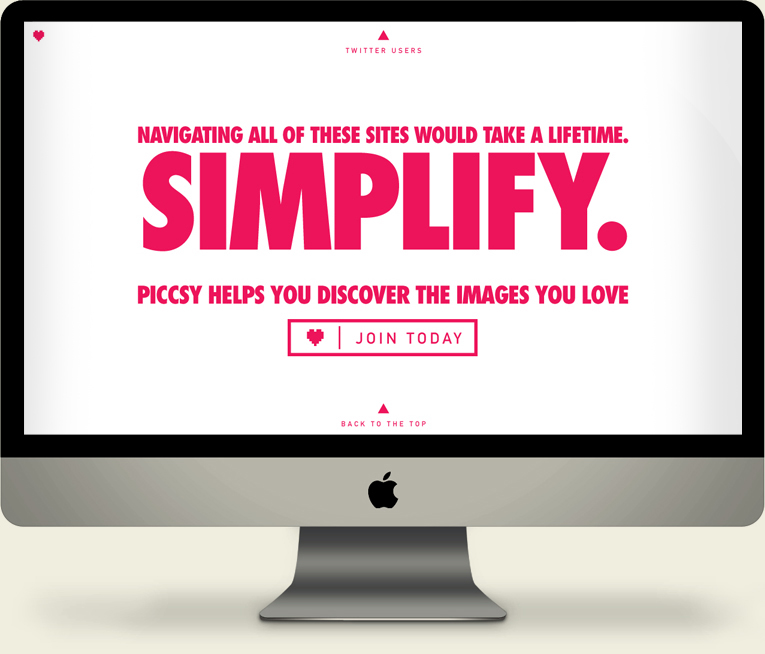 TWITTER USERS
NAVIGATING ALL OF THESE SITES WOULD TAKE A LIFETIME.
SIMPLIFY.
PICCSY HELPS YOU DISCOVER THE IMAGES YOU LOVE
JOIN TODAY
BACK TO THE TOP